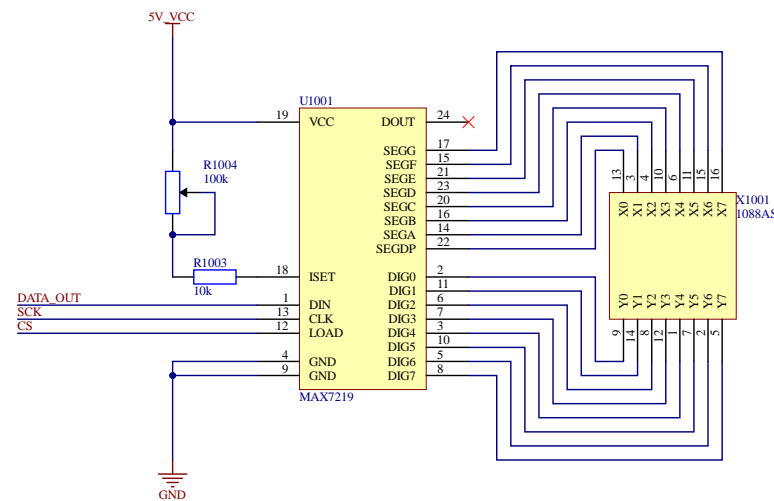 5V_VCC
U1001
19 VCC DOUT 24
SEGG 17
SEGF 15
SEGE 21
SEGD 23
SEGC 20
SEGB 16
SEGA 14
SEGDP 22
R1004
100k
R1003
10k
18 ISET DIG0 2
DIG1 11
DATA_OUT 1 DIN DIG2 6
SCK 13 CLK DIG3 7
CS 12 LOAD DIG4 3
DIG5 10
4 GND DIG6 5
9 GND DIG7 8
MAX7219
GND
13 3 4 10 6 11 15 16
X0 X1 X2 X3 X4 X5 X6 X7
X1001
1088AS
Y0 Y1 Y2 Y3 Y4 Y5 Y6 Y7
9 14 8 12 1 7 2 5